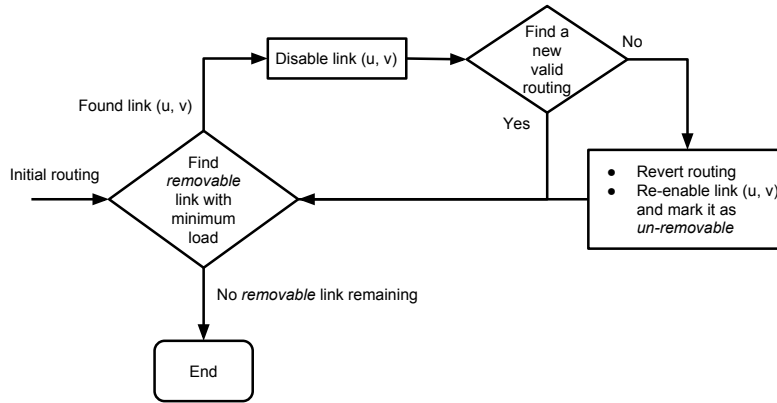 Find a
new
valid
routing
No
Disable link (u, v)
Found link (u, v)
Yes
Initial routing
Find
removable
link with
minimum
load
● Revert routing
● Re-enable link (u, v)
and mark it as
un-removable
No removable link remaining
End